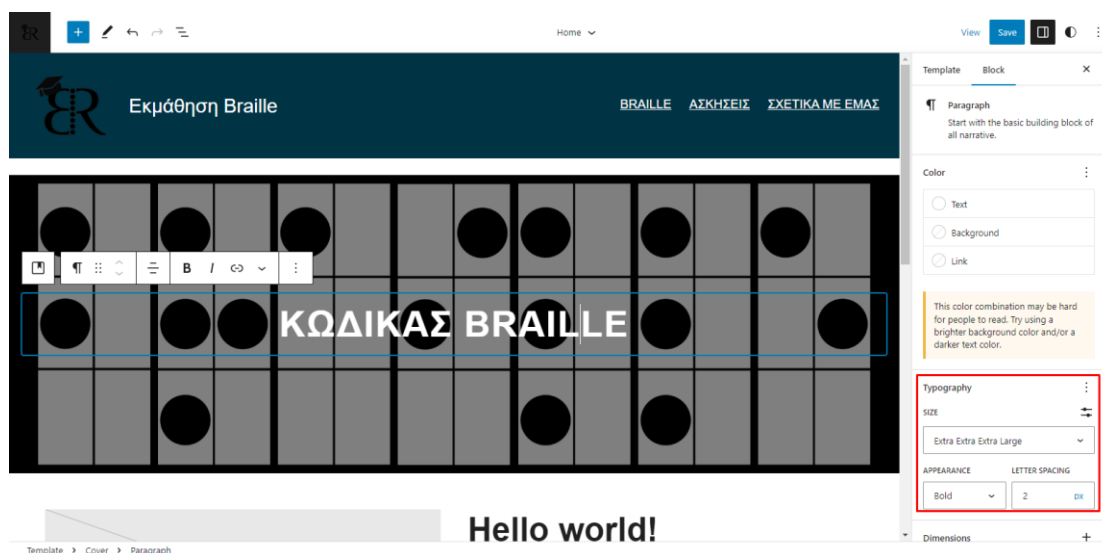 Home
View
Save
Εκμάθηση Braille
BRAILLE ΑΣΚΗΣΕΙΣ ΣΧΕΤΙΚΑ ΜΕ ΕΜΑΣ
B I
ΚΩΔΙΚΑΣ BRAILLE
Hello world!
Template > Cover > Paragraph
Template Block
Paragraph
Start with the basic building block of
all narrative.
Color
Text
Background
Link
This color combination may be hard
for people to read. Try using a
brighter background color and/or a
darker text color.
Typography
SIZE
Extra Extra Extra Large
APPEARANCE LETTER SPACING
Bold 2 px
Dimensions